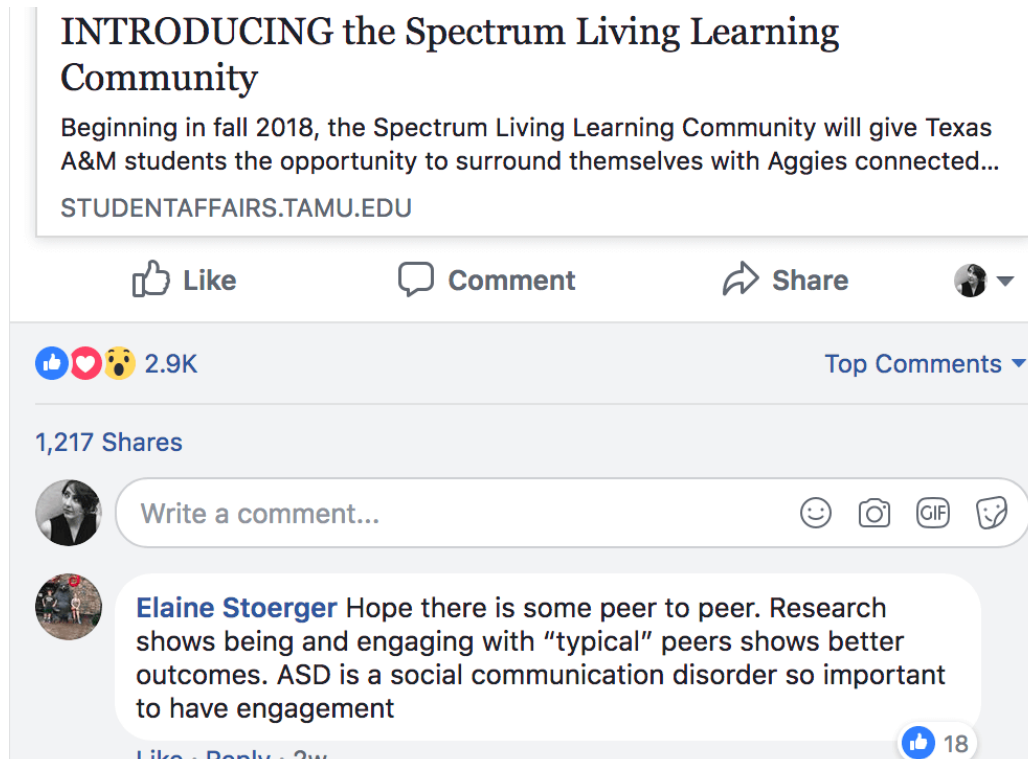 INTRODUCING the Spectrum Living Learning
Community
Beginning in fall 2018, the Spectrum Living Learning Community will give Texas
A&M students the opportunity to surround themselves with Aggies connected...
STUDENTAFFAIRS.TAMU.EDU
Like Comment Share
2.9K Top Comments
1,217 Shares
Write a comment... GIF
Elaine Stoerger Hope there is some peer to peer. Research
shows being and engaging with “typical” peers shows better
outcomes. ASD is a social communication disorder so important
to have engagement
18
Like · Reply · 2w